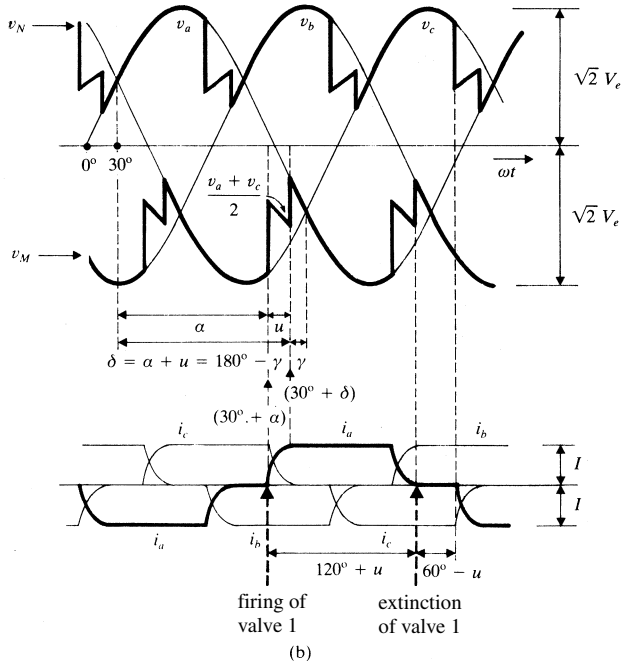 v_N
v_a
v_b
v_c
√2 V_e
0° 30°
ωt
(v_a + v_c)/2
√2 V_e
v_M
α
u
δ = α + u = 180° − γ
γ
(30° + δ)
(30°. + α)
i_c
i_a
i_b
I
I
i_a
i_b
i_c
120° + u
60° − u
firing of
valve 1
extinction
of valve 1
(b)